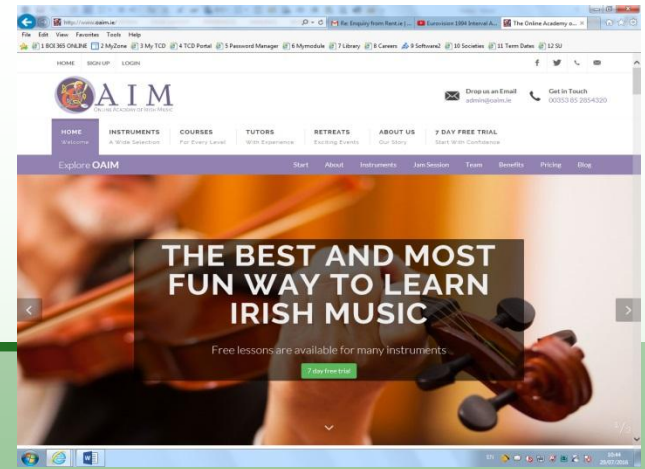 http://www.oaim.ie/
Re: Enquiry from Rent.ie |... Eurovision 1994 Interval A... The Online Academy o...
File Edit View Favorites Tools Help
1 BOE365 ONLINE 2 MyZone 3 My TCD 4 TCD Portal 5 Password Manager 6 Mymodule 7 Library 8 Careers 9 Software2 10 Societies 11 Term Dates 12 SU
HOME SIGN UP LOGIN
AIM
ONLINE ACADEMY OF IRISH MUSIC
Drop us an Email
admin@oaim.ie
Get in Touch
00353 85 2854320
HOME INSTRUMENTS COURSES TUTORS RETREATS ABOUT US 7 DAY FREE TRIAL
Welcome A Wide Selection For Every Level With Experience Exciting Events Our Story Start With Confidence
Explore OAIM Start About Instruments Jam Session Team Benefits Pricing Blog
THE BEST AND MOST
FUN WAY TO LEARN
IRISH MUSIC
Free lessons are available for many instruments
7 day free trial
EN 10:44
20/07/2016